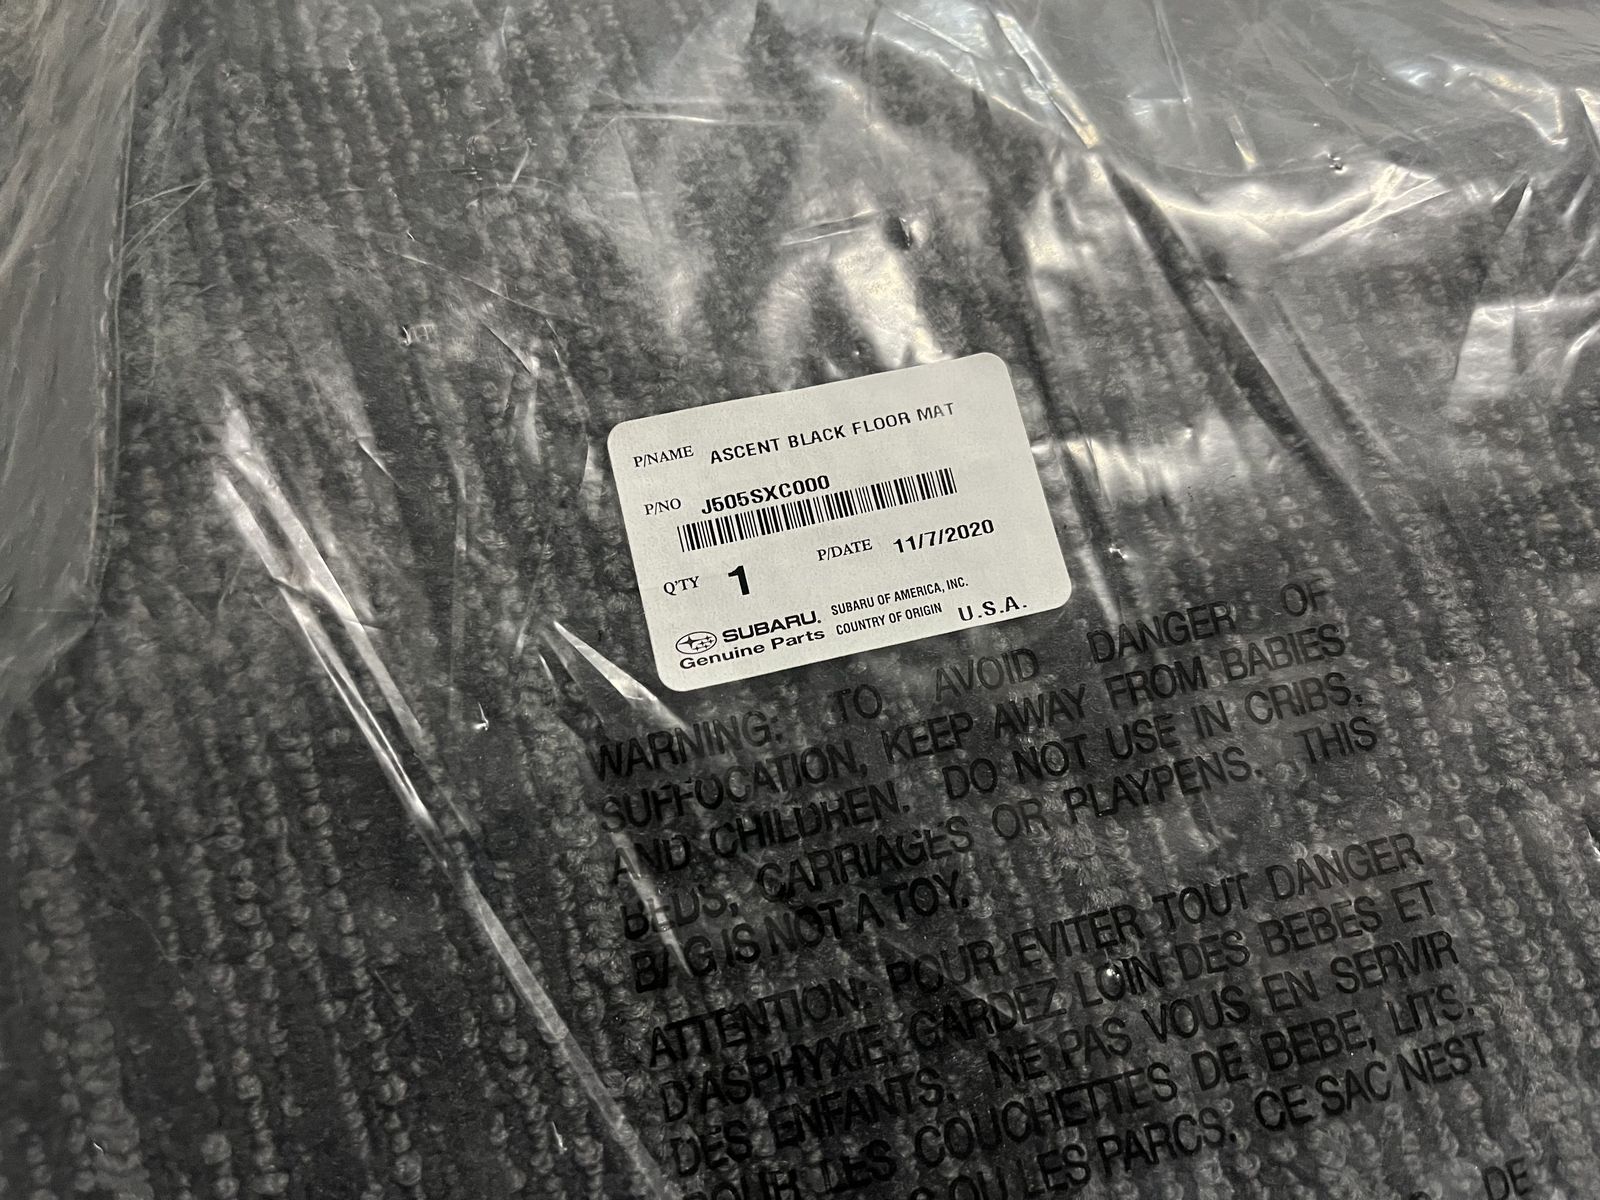 P/NAME ASCENT BLACK FLOOR MAT
P/NO J505SXC000
Q'TY 1 P/DATE 11/7/2020
SUBARU. SUBARU OF AMERICA, INC.
Genuine Parts COUNTRY OF ORIGIN U.S.A.
WARNING: TO AVOID DANGER OF
SUFFOCATION, KEEP AWAY FROM BABIES
AND CHILDREN. DO NOT USE IN CRIBS,
BEDS, CARRIAGES OR PLAYPENS. THIS
BAG IS NOT A TOY.
ATTENTION: POUR EVITER TOUT DANGER
D'ASPHYXIE, GARDEZ LOIN DES BEBES ET
DES ENFANTS. NE PAS VOUS EN SERVIR
POUR LES COUCHETTES DE BEBE, LITS,
OU LES PARCS. CE SAC NEST
DE